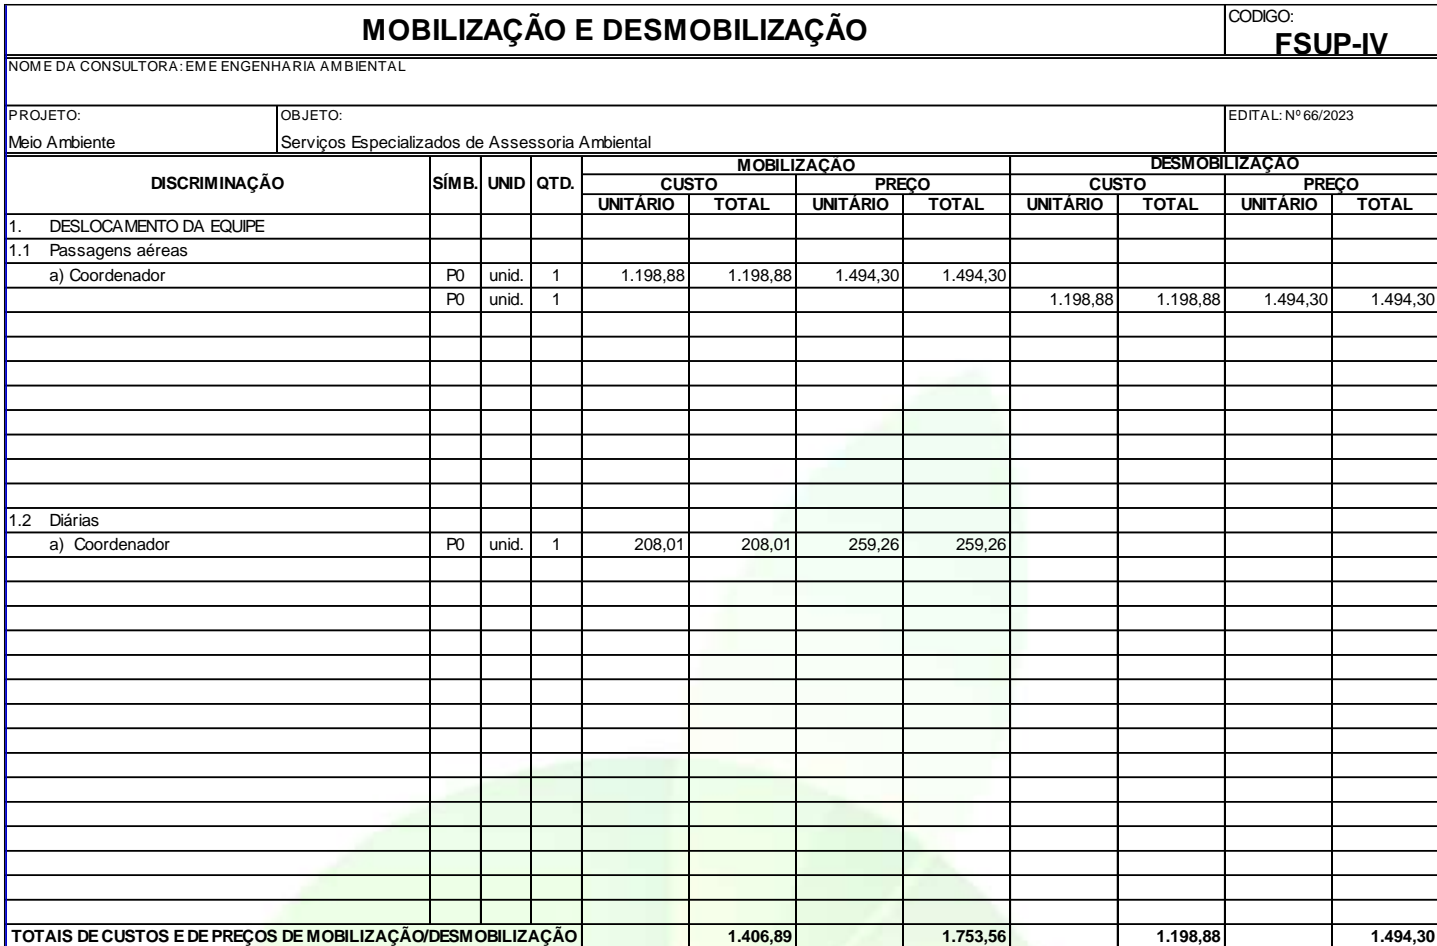 MOBILIZAÇÃO E DESMOBILIZAÇÃO
CODIGO:
FSUP-IV
NOME DA CONSULTORA: EME ENGENHARIA AMBIENTAL
PROJETO: OBJETO: EDITAL: Nº 66/2023
Meio Ambiente Serviços Especializados de Assessoria Ambiental
DISCRIMINAÇÃO SÍMB. UNID QTD. MOBILIZAÇÃO DESMOBILIZAÇÃO
CUSTO PREÇO CUSTO PREÇO
UNITÁRIO TOTAL UNITÁRIO TOTAL UNITÁRIO TOTAL UNITÁRIO TOTAL
1. DESLOCAMENTO DA EQUIPE
1.1 Passagens aéreas
a) Coordenador P0 unid. 1 1.198,88 1.198,88 1.494,30 1.494,30
P0 unid. 1 1.198,88 1.198,88 1.494,30 1.494,30
1.2 Diárias
a) Coordenador P0 unid. 1 208,01 208,01 259,26 259,26
TOTAIS DE CUSTOS E DE PREÇOS DE MOBILIZAÇÃO/DESMOBILIZAÇÃO 1.406,89 1.753,56 1.198,88 1.494,30